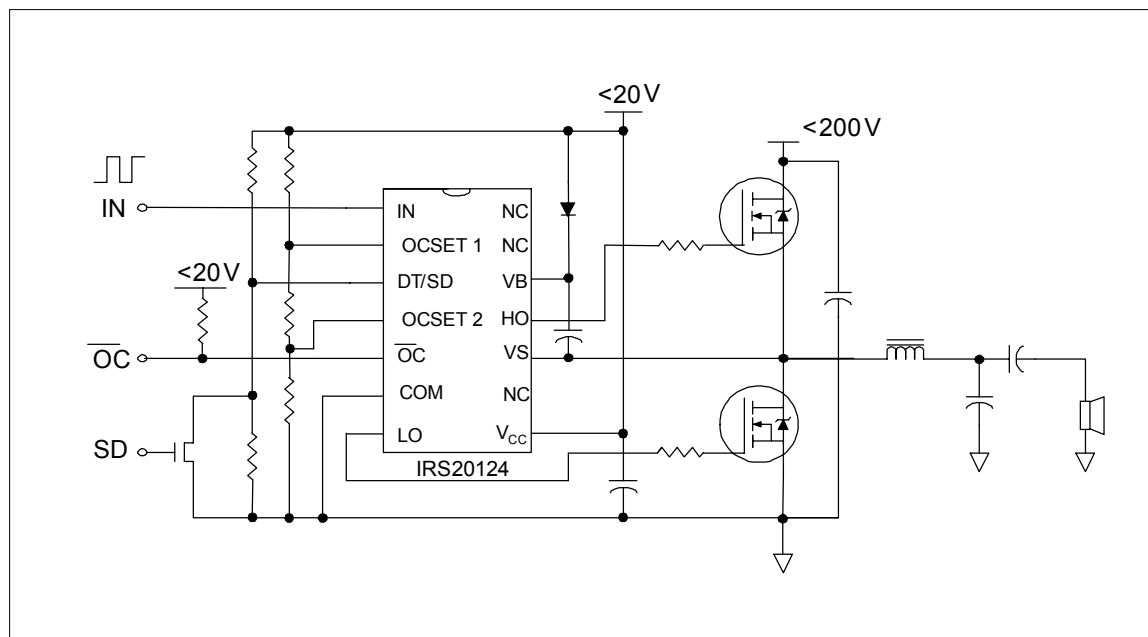 <20V
<200V
IN
IN
NC
OCSET 1
NC
<20V
DT/SD
VB
OCSET 2
HO
OC
OC
VS
COM
NC
SD
LO
VCC
IRS20124